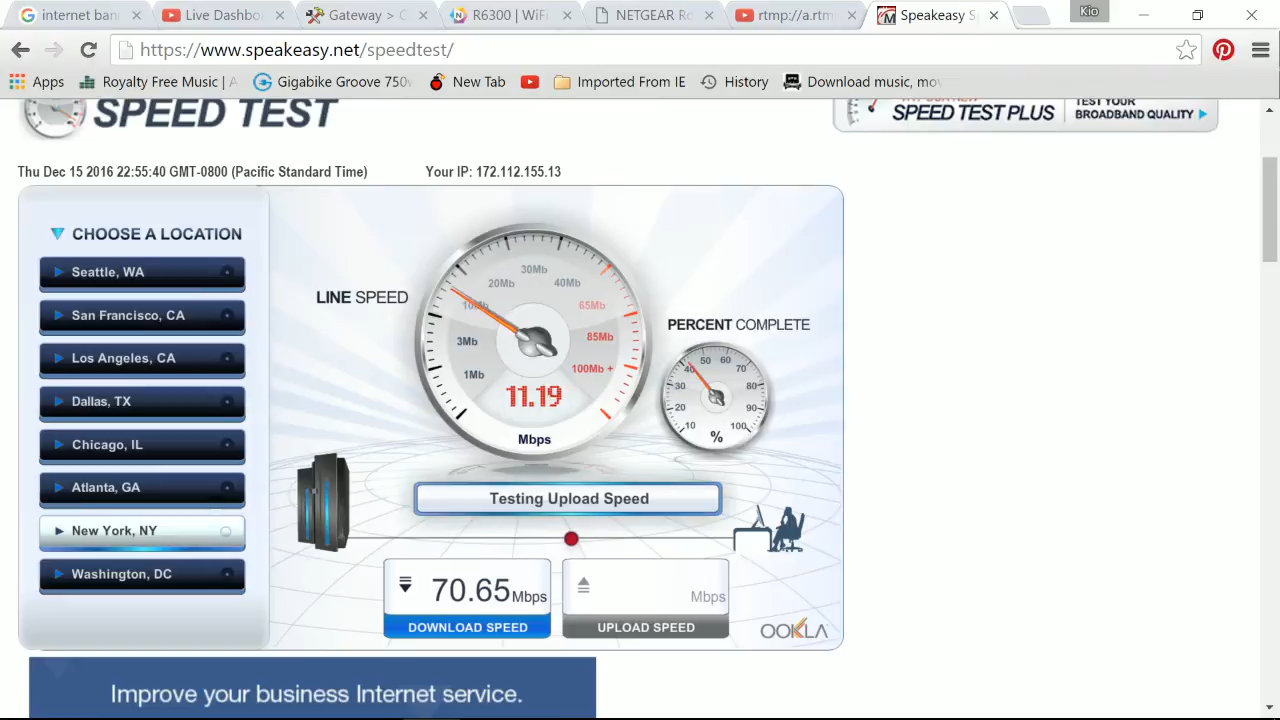 internet ban
Live Dashbo
Gateway > C
R6300 | WiFi
NETGEAR Ro
rtmp://a.rtm
Speakeasy S
Kio
https://www.speakeasy.net/speedtest/
Apps
Royalty Free Music | A
Gigabike Groove 750v
New Tab
Imported From IE
History
Download music, mov
SPEED TEST
SPEED TEST PLUS
TEST YOUR
BROADBAND QUALITY
Thu Dec 15 2016 22:55:40 GMT-0800 (Pacific Standard Time)
Your IP: 172.112.155.13
CHOOSE A LOCATION
Seattle, WA
San Francisco, CA
Los Angeles, CA
Dallas, TX
Chicago, IL
Atlanta, GA
New York, NY
Washington, DC
LINE SPEED
1Mb
3Mb
10Mb
20Mb
30Mb
40Mb
65Mb
85Mb
100Mb +
11.19
Mbps
PERCENT COMPLETE
10
20
30
40
50
60
70
80
90
100
%
Testing Upload Speed
70.65 Mbps
DOWNLOAD SPEED
Mbps
UPLOAD SPEED
OOKLA
Improve your business Internet service.